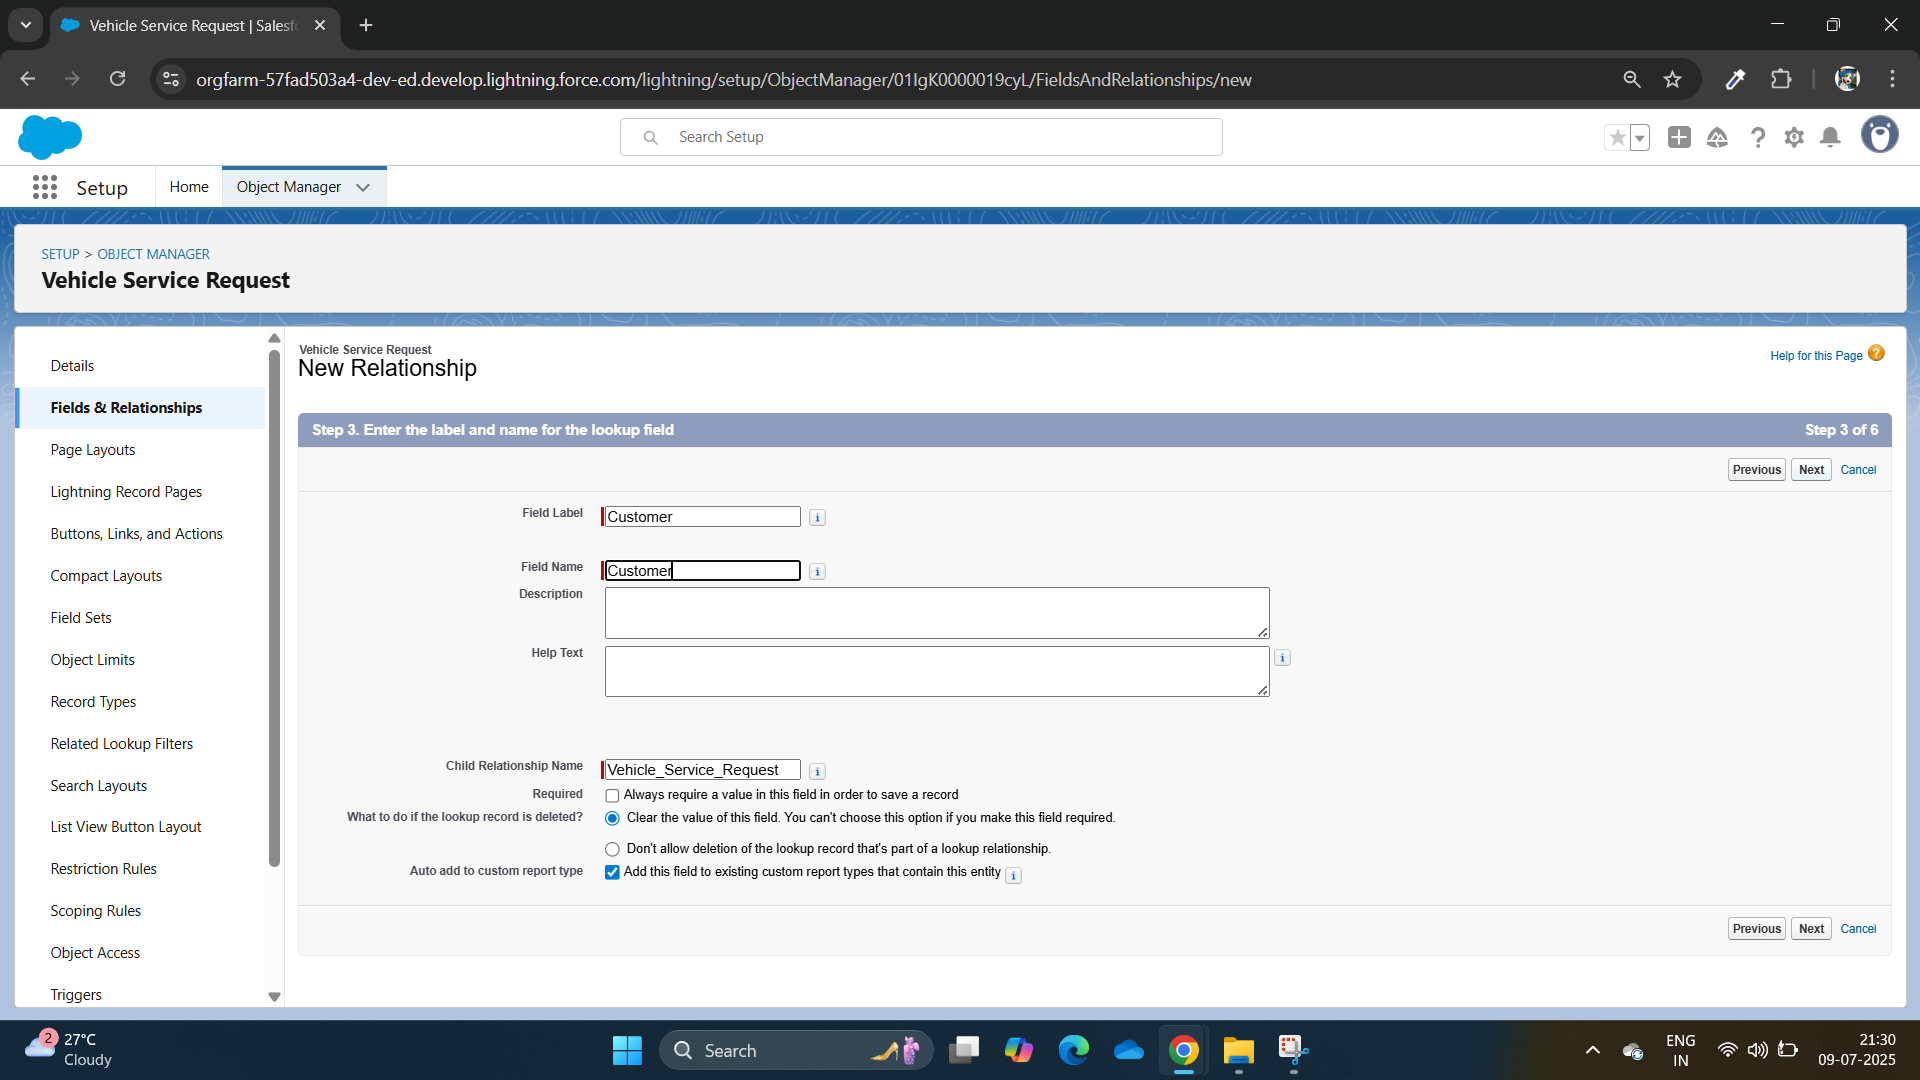 Vehicle Service Request | Salesf
orgfarm-57fad503a4-dev-ed.develop.lightning.force.com/lightning/setup/ObjectManager/01IgK0000019cyL/FieldsAndRelationships/new
Search Setup
Setup
Home
Object Manager
SETUP > OBJECT MANAGER
Vehicle Service Request
Details
Fields & Relationships
Page Layouts
Lightning Record Pages
Buttons, Links, and Actions
Compact Layouts
Field Sets
Object Limits
Record Types
Related Lookup Filters
Search Layouts
List View Button Layout
Restriction Rules
Scoping Rules
Object Access
Triggers
Vehicle Service Request
New Relationship
Help for this Page
Step 3. Enter the label and name for the lookup field
Step 3 of 6
Previous Next Cancel
Field Label Customer
Field Name Customer
Description
Help Text
Child Relationship Name Vehicle_Service_Request
Required Always require a value in this field in order to save a record
What to do if the lookup record is deleted? Clear the value of this field. You can't choose this option if you make this field required.
Don't allow deletion of the lookup record that's part of a lookup relationship.
Auto add to custom report type Add this field to existing custom report types that contain this entity
Previous Next Cancel
2
27°C
Cloudy
Search
ENG
IN
21:30
09-07-2025